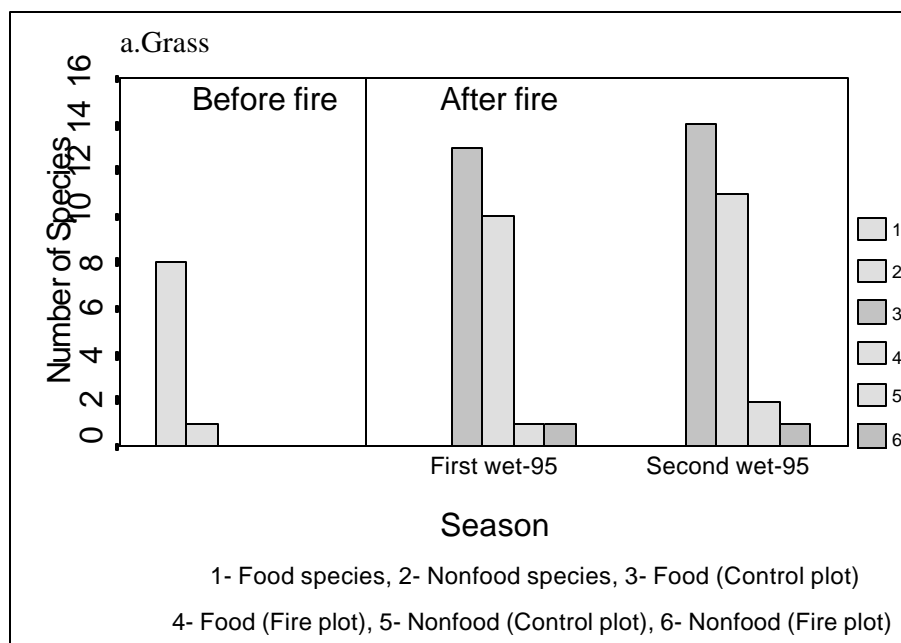 a.Grass
Before fire
After fire
Number of Species
16
14
12
10
8
6
4
2
0
First wet-95 Second wet-95
Season
1
2
3
4
5
6
1- Food species, 2- Nonfood species, 3- Food (Control plot)
4- Food (Fire plot), 5- Nonfood (Control plot), 6- Nonfood (Fire plot)